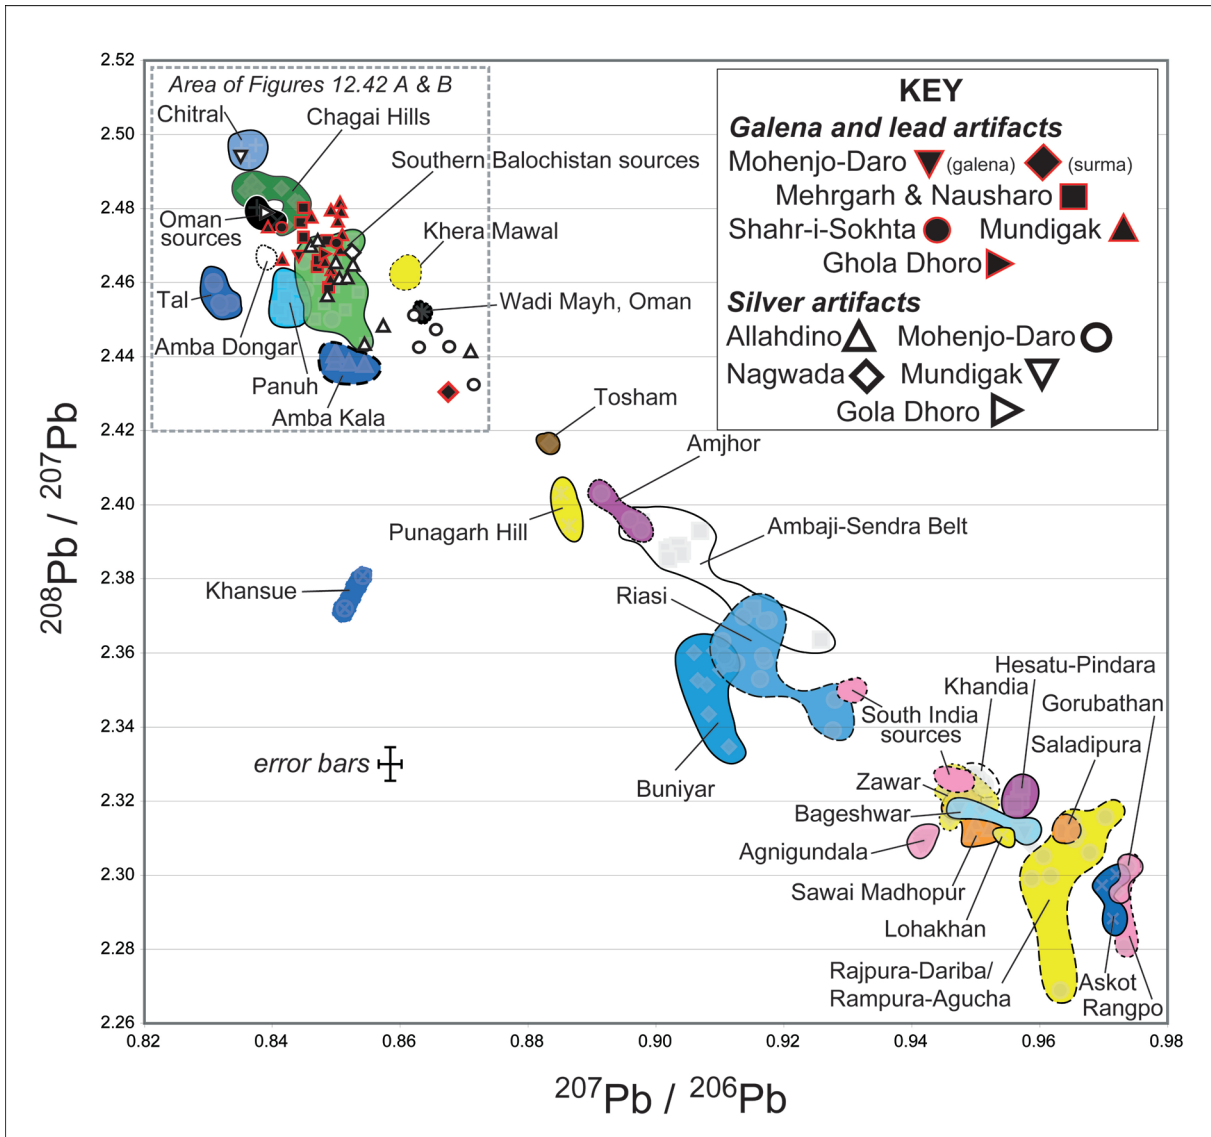 2.52
Area of Figures 12.42 A & B
KEY
Chitral
Chagai Hills
Galena and lead artifacts
2.50
Mohenjo-Daro (galena) (surma)
Southern Balochistan sources
Mehrgarh & Nausharo
2.48
Oman
sources
Khera Mawal
Shahr-i-Sokhta Mundigak
Ghola Dhoro
2.46
Tal
Wadi Mayh, Oman
Silver artifacts
Amba Dongar
Allahdino Mohenjo-Daro
2.44
Panuh
Nagwada Mundigak
Amba Kala
Gola Dhoro
2.42
Tosham
Amjhor
2.40
Punagarh Hill
Ambaji-Sendra Belt
208Pb / 207Pb
2.38
Khansue
Riasi
2.36
Hesatu-Pindara
Khandia
Gorubathan
2.34
South India
sources
Saladipura
error bars
Buniyar
Zawar
2.32
Bageshwar
Agnigundala
2.30
Sawai Madhopur
Lohakhan
2.28
Rajpura-Dariba/
Rampura-Agucha
Askot
Rangpo
2.26
0.82 0.84 0.86 0.88 0.90 0.92 0.94 0.96 0.98
207Pb / 206Pb